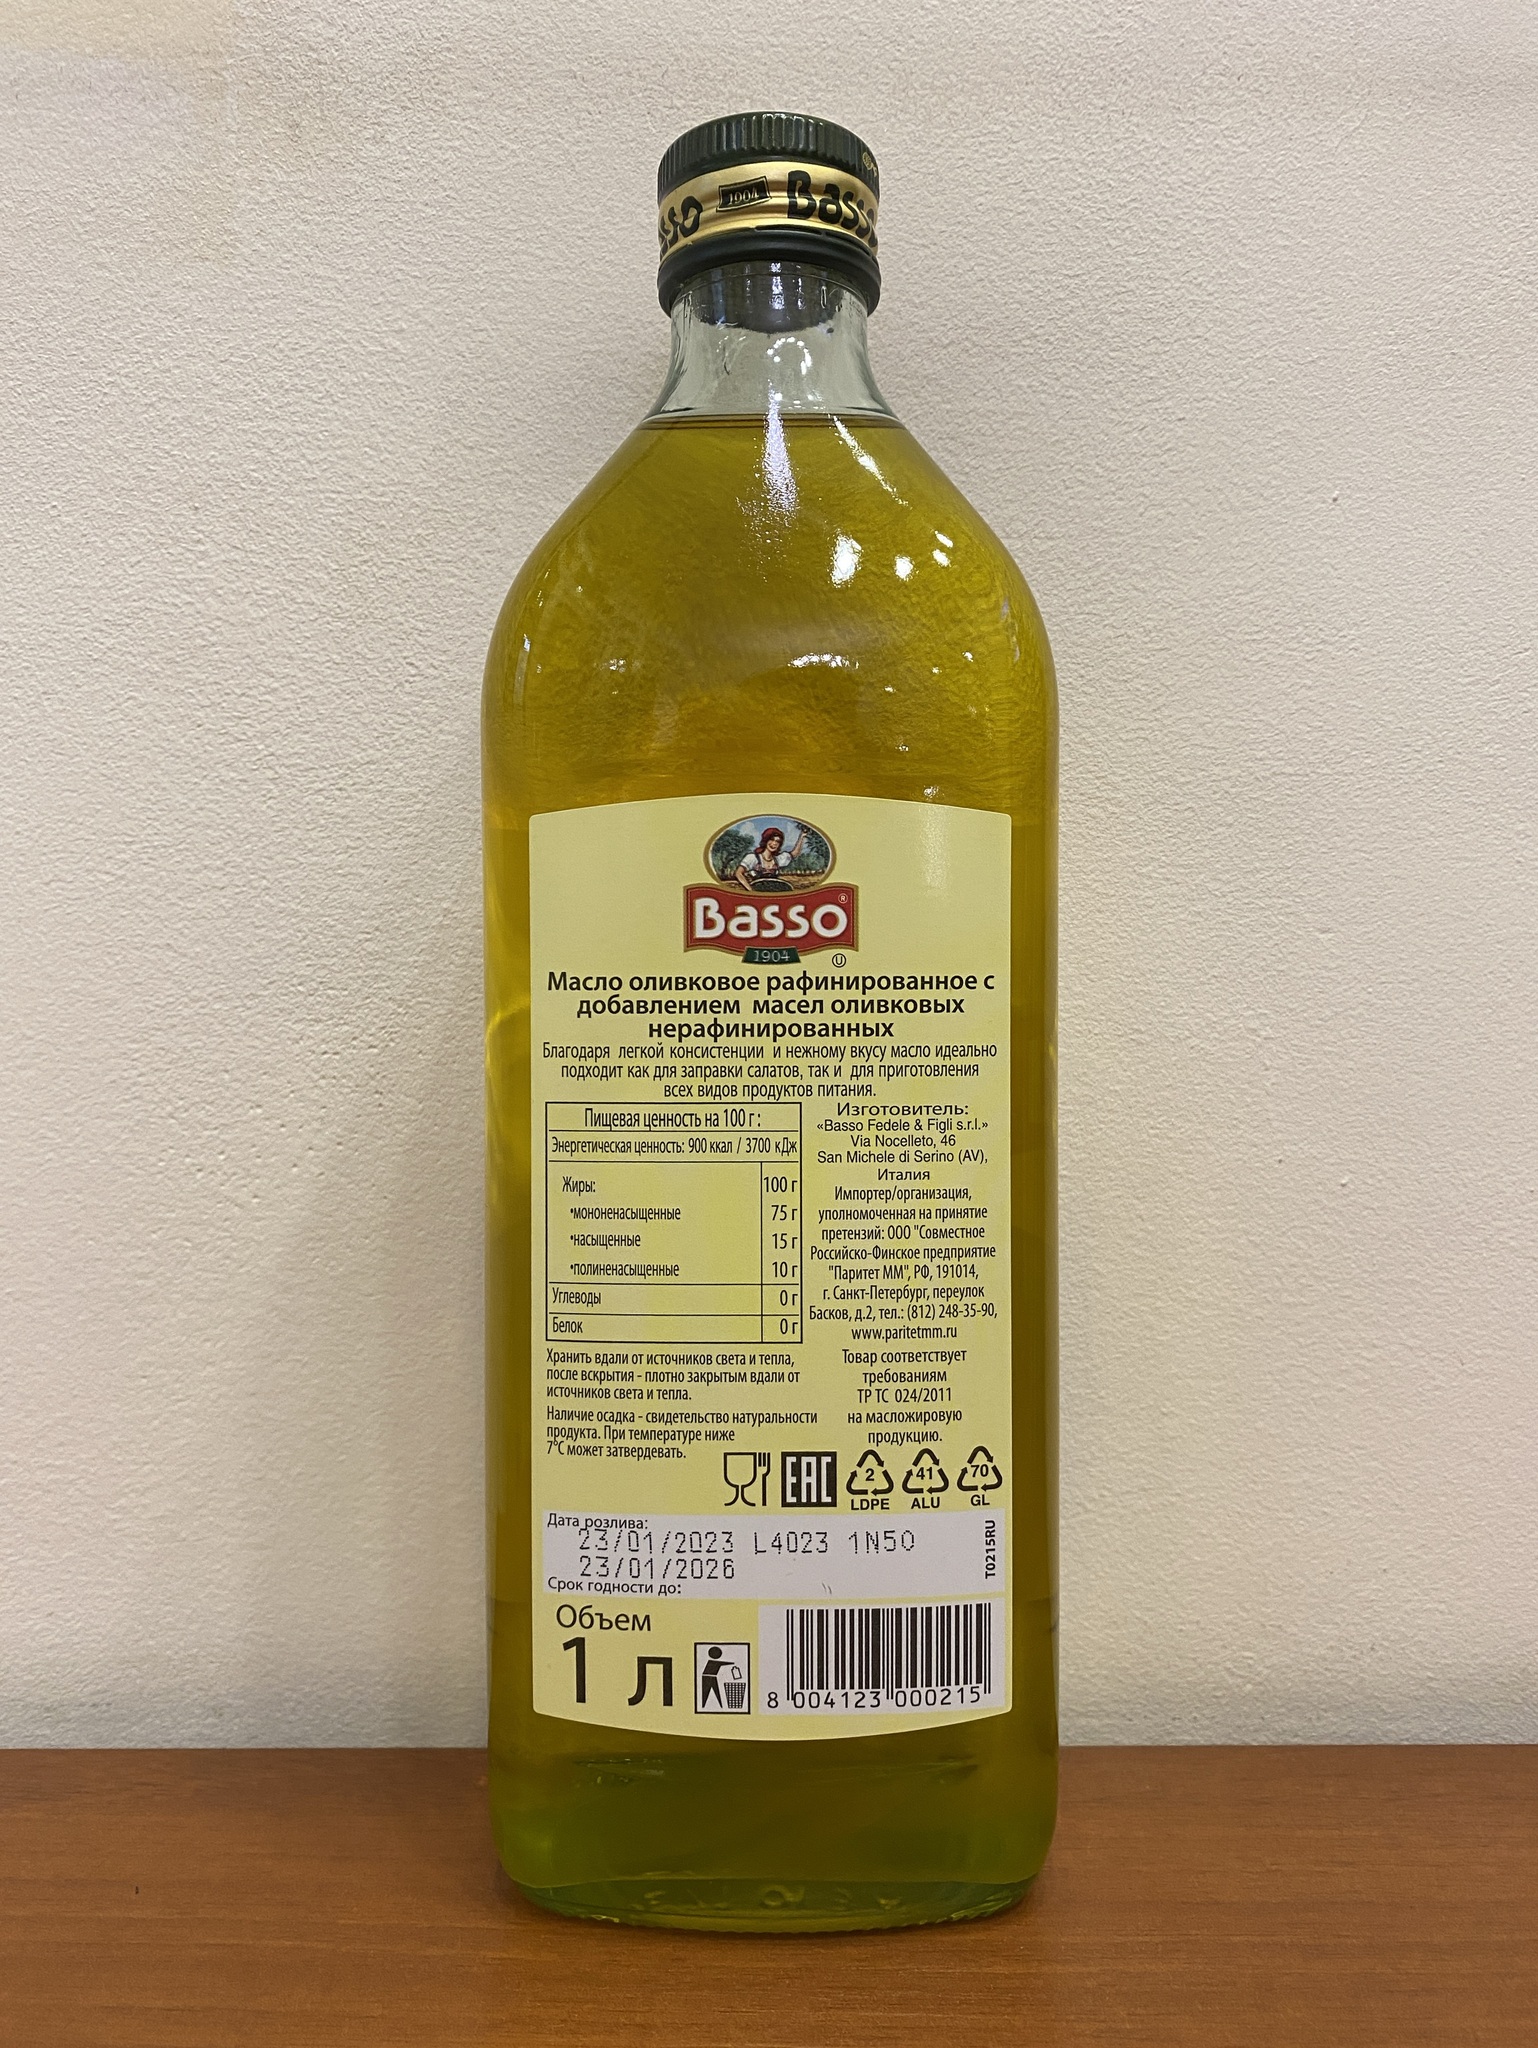 Basso
1904
Basso
Basso
1904
Масло оливковое рафинированное с
добавлением масел оливковых
нерафинированных
Благодаря легкой консистенции и нежному вкусу масло идеально
подходит как для заправки салатов, так и для приготовления
всех видов продуктов питания.
Пищевая ценность на 100 г :
Энергетическая ценность: 900 ккал / 3700 кДж
Жиры: 100 г
•мононенасыщенные 75 г
•насыщенные 15 г
•полиненасыщенные 10 г
Углеводы 0 г
Белок 0 г
Изготовитель:
«Basso Fedele & Figli s.r.l.»
Via Nocelleto, 46
San Michele di Serino (AV),
Италия
Импортер/организация,
уполномоченная на принятие
претензий: ООО "Совместное
Российско-Финское предприятие
"Паритет ММ", РФ, 191014,
г. Санкт-Петербург, переулок
Басков, д.2, тел.: (812) 248-35-90,
www.paritetmm.ru
Хранить вдали от источников света и тепла,
после вскрытия - плотно закрытым вдали от
источников света и тепла.
Наличие осадка - свидетельство натуральности
продукта. При температуре ниже
7°С может затвердевать.
Товар соответствует
требованиям
ТР ТС 024/2011
на масложировую
продукцию.
EAC
2
LDPE
41
ALU
70
GL
Дата розлива:
23/01/2023 L4023 1N50
23/01/2026
Срок годности до:
T0215RU
Объем
1 л
8 004123 000215